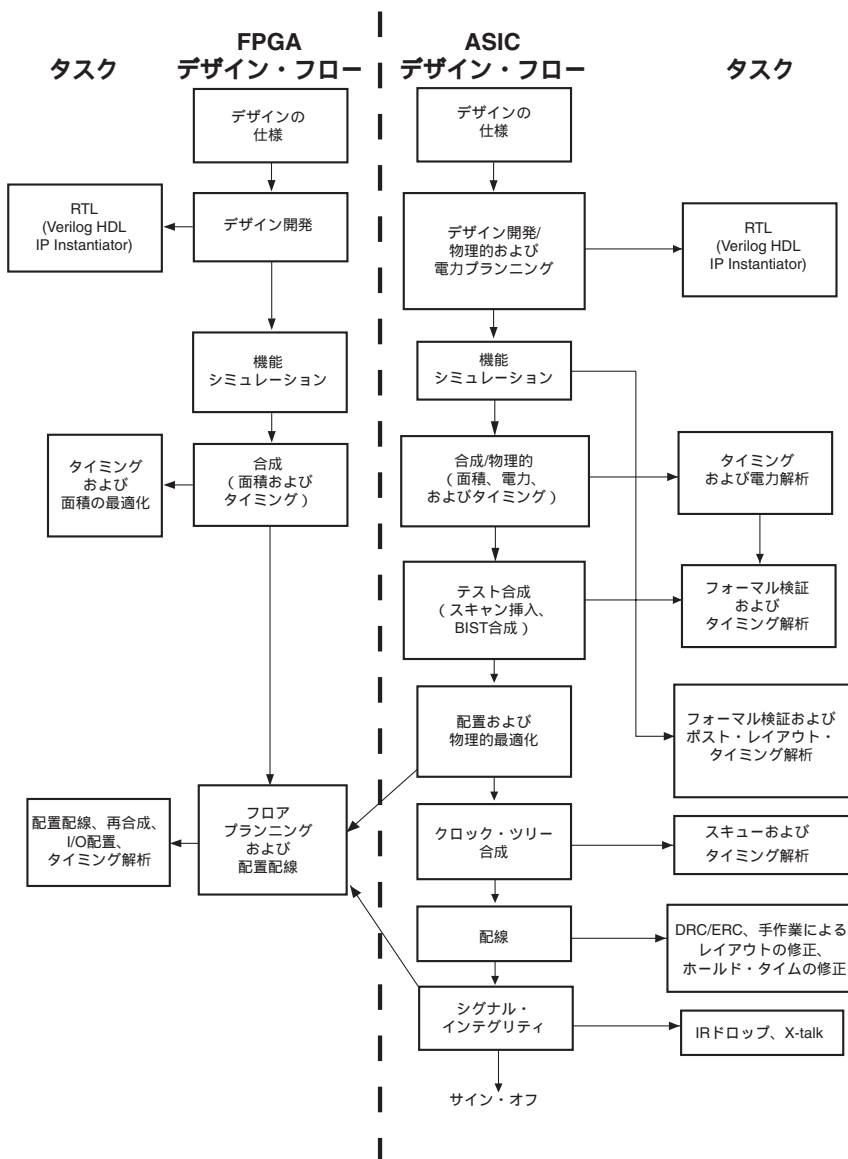 タスク
FPGA
デザイン・フロー
ASIC
デザイン・フロー
タスク
デザインの
仕様
デザインの
仕様
RTL
(Verilog HDL
IP Instantiator)
デザイン開発
デザイン開発/
物理的および
電力プランニング
RTL
(Verilog HDL
IP Instantiator)
機能
シミュレーション
機能
シミュレーション
タイミング
および
面積の最適化
合成
(面積および
タイミング)
合成/物理的
(面積、電力、
およびタイミング)
タイミング
および電力解析
テスト合成
(スキャン挿入、
BIST合成)
フォーマル検証
および
タイミング解析
配置および
物理的最適化
フォーマル検証および
ポスト・レイアウト・
タイミング解析
配置配線、再合成、
I/O配置、
タイミング解析
フロア
プランニング
および
配置配線
クロック・ツリー
合成
スキューおよび
タイミング解析
配線
DRC/ERC、手作業による
レイアウトの修正、
ホールド・タイムの修正
シグナル・
インテグリティ
IRドロップ、X-talk
サイン・オフ